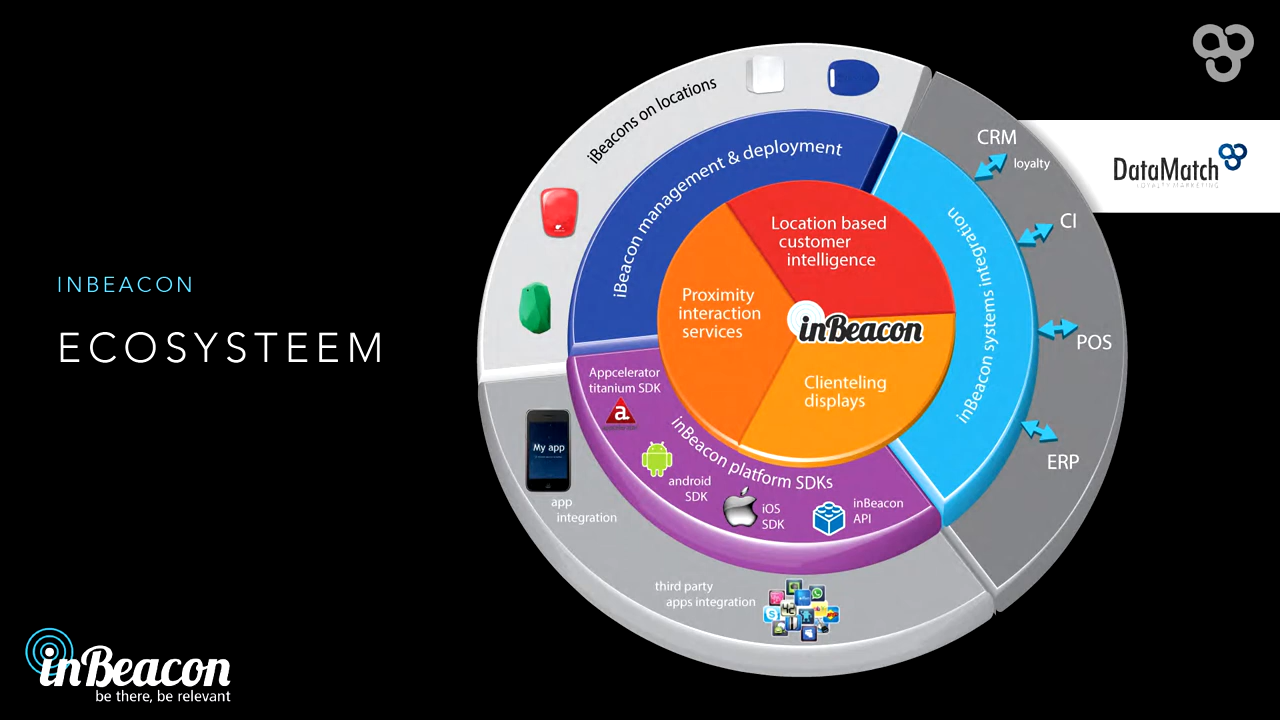 INBEACON
ECOSYSTEEM
iBeacons on locations
iBeacon management & deployment
Location based
customer
intelligence
Proximity
interaction
services
inBeacon
Clienteling
displays
inBeacon systems integration
CRM
loyalty
CI
POS
ERP
DataMatch
LOYALTY MARKETING
Appcelerator
titanium SDK
a
inBeacon platform SDKs
android
SDK
iOS
SDK
inBeacon
API
My app
app
integration
third party
apps integration
inBeacon
be there, be relevant